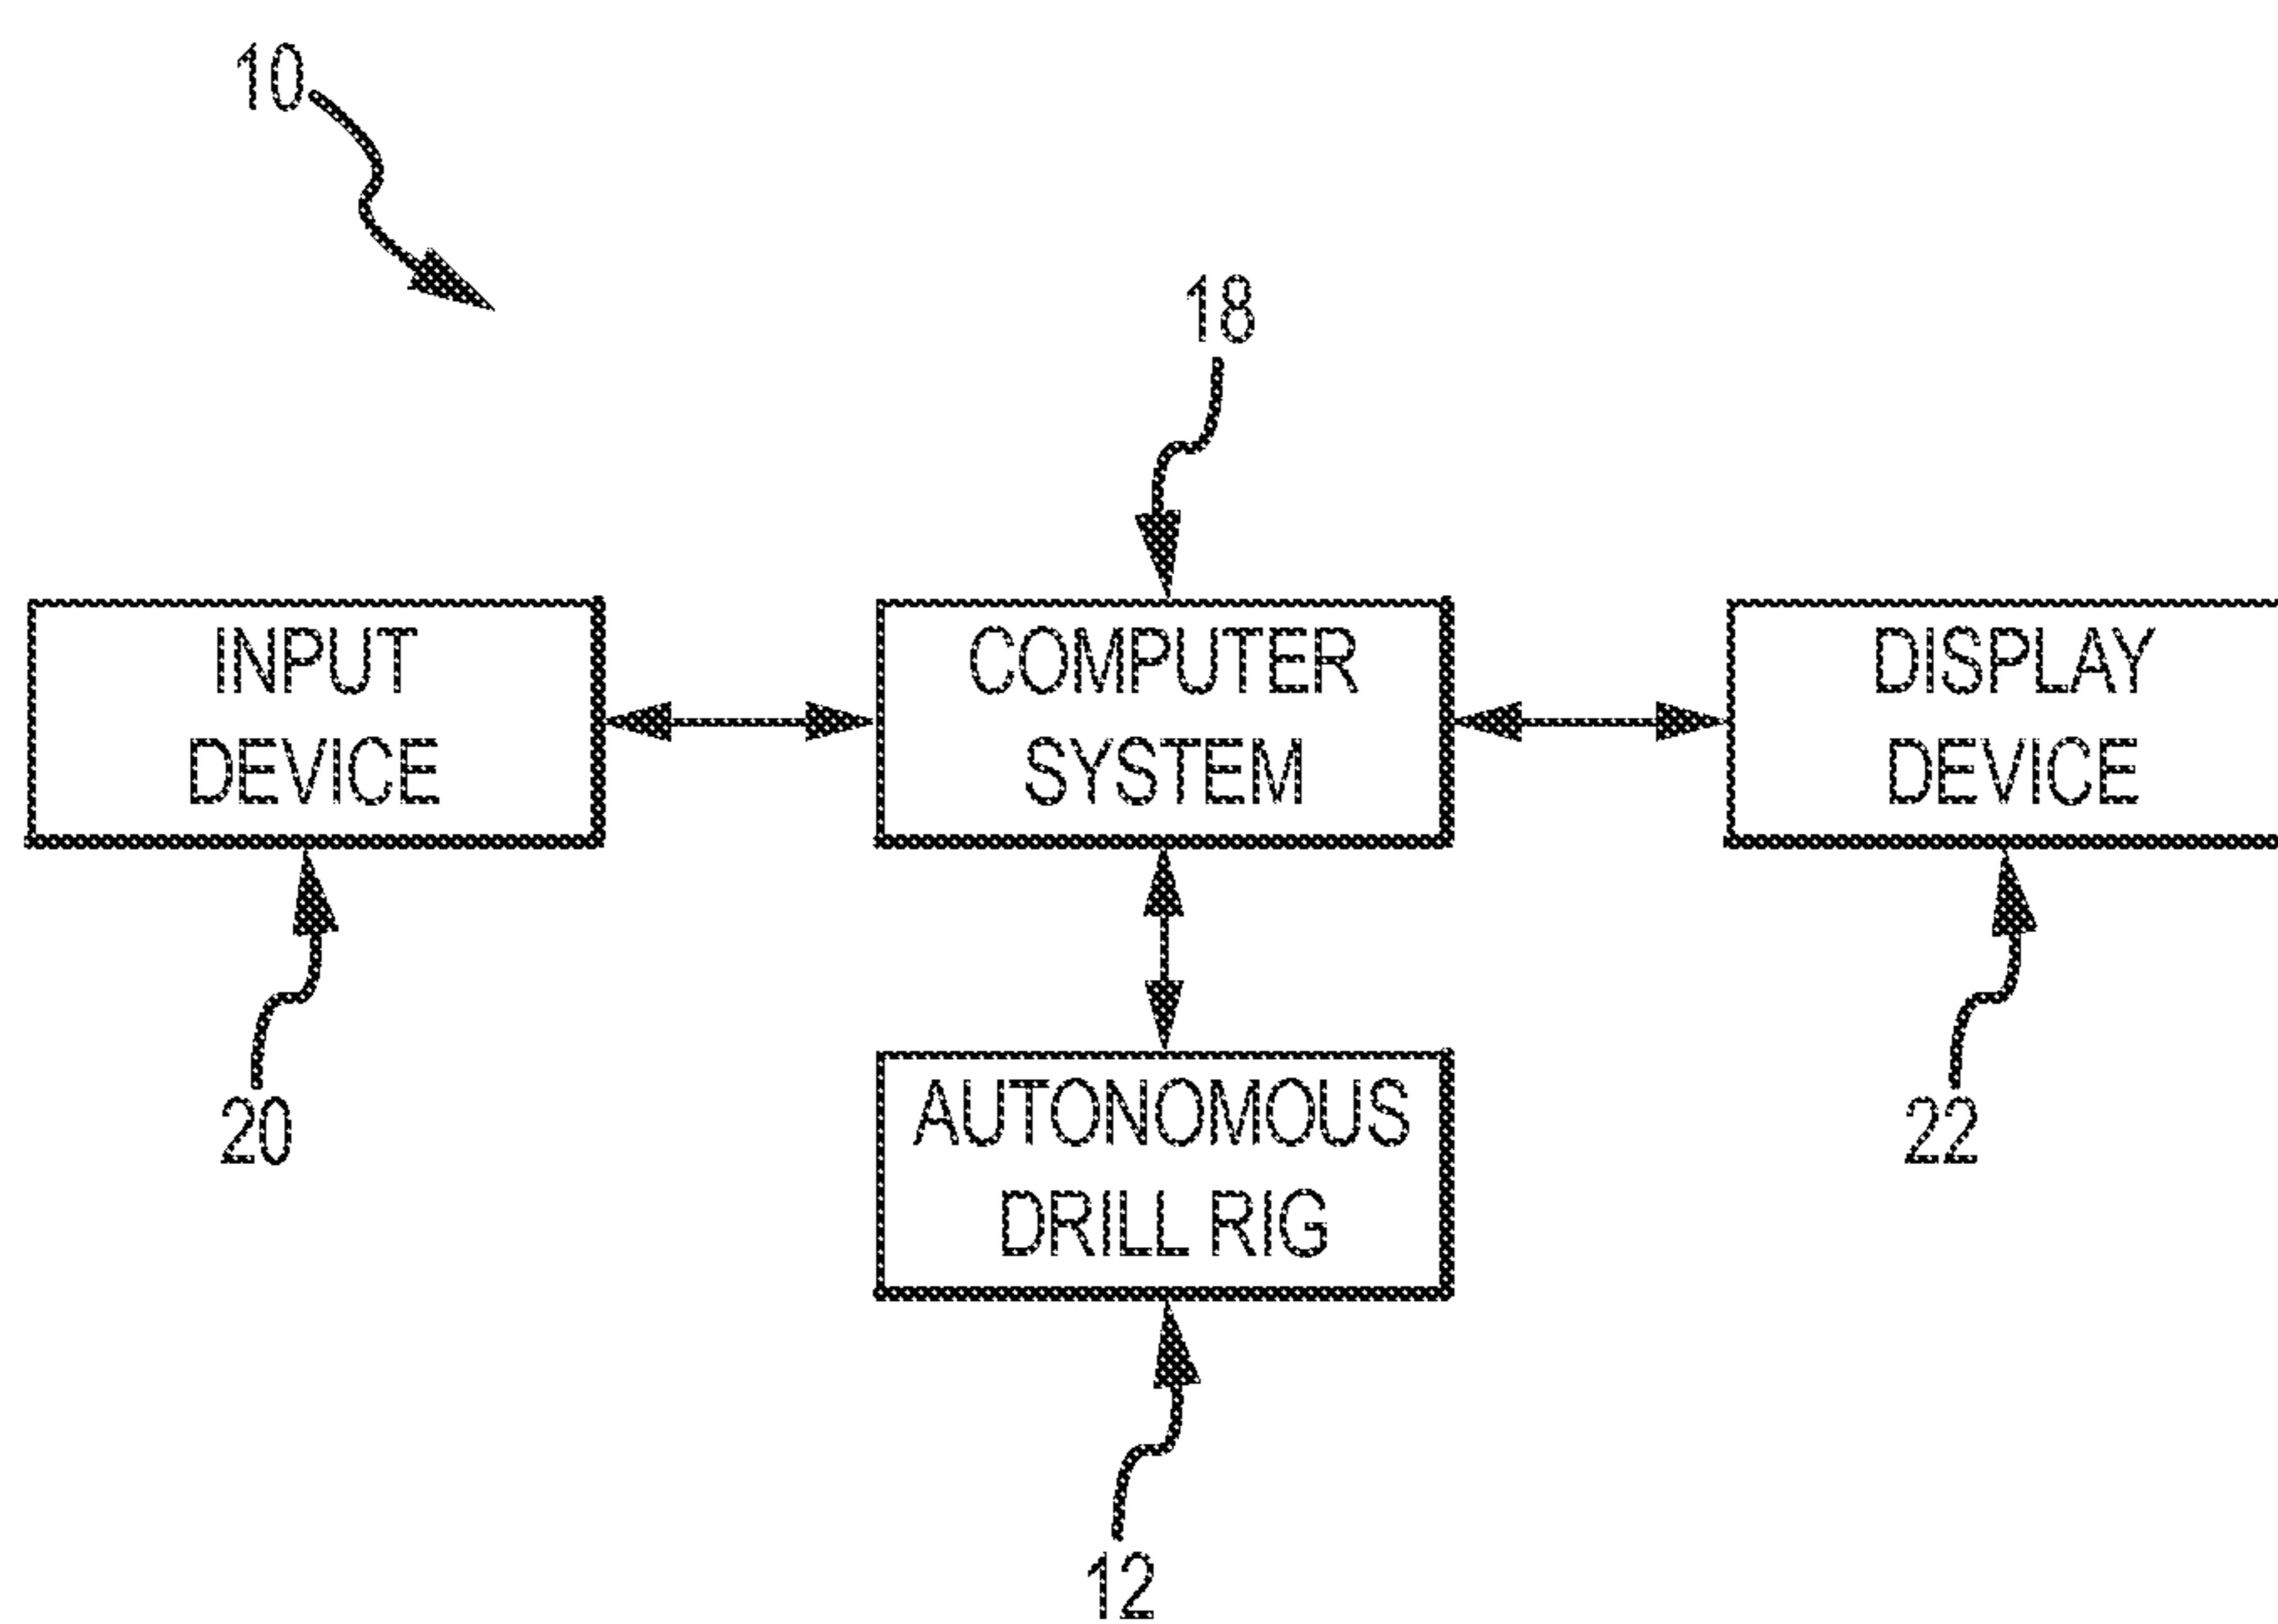 10
18
INPUT
DEVICE
COMPUTER
SYSTEM
DISPLAY
DEVICE
20
22
AUTONOMOUS
DRILL RIG
12